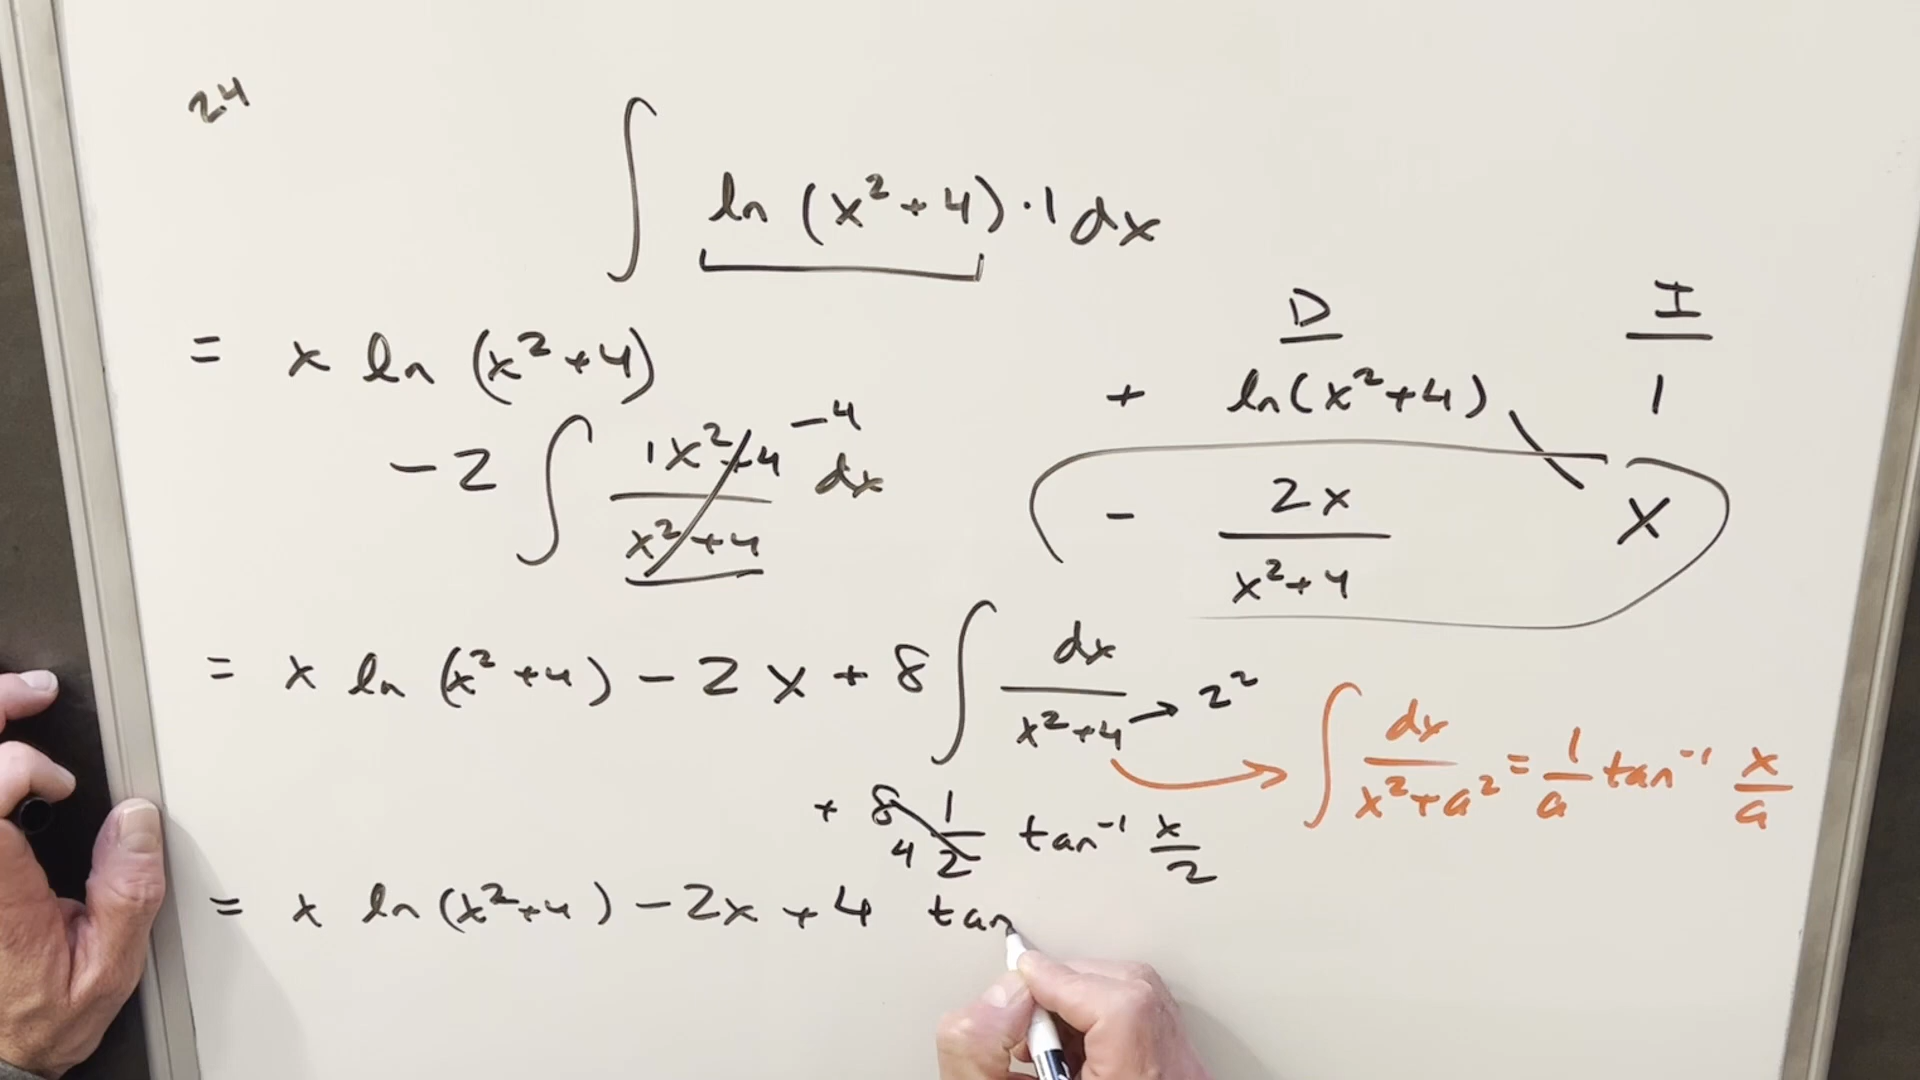 24
∫ ln (x²+4)·1 dx
D I
= x ln (x²+4)
+ ln(x²+4) 1
-2 ∫ (1x²+4 -4)/(x²+4) dx
- 2x/(x²+4) x
= x ln (x²+4) - 2x + 8 ∫ dx/(x²+4) → 2²
∫ dx/(x²+a²) = 1/a tan⁻¹ x/a
+ 8 4 1/2 tan⁻¹ x/2
= x ln(x²+4) - 2x + 4 tan